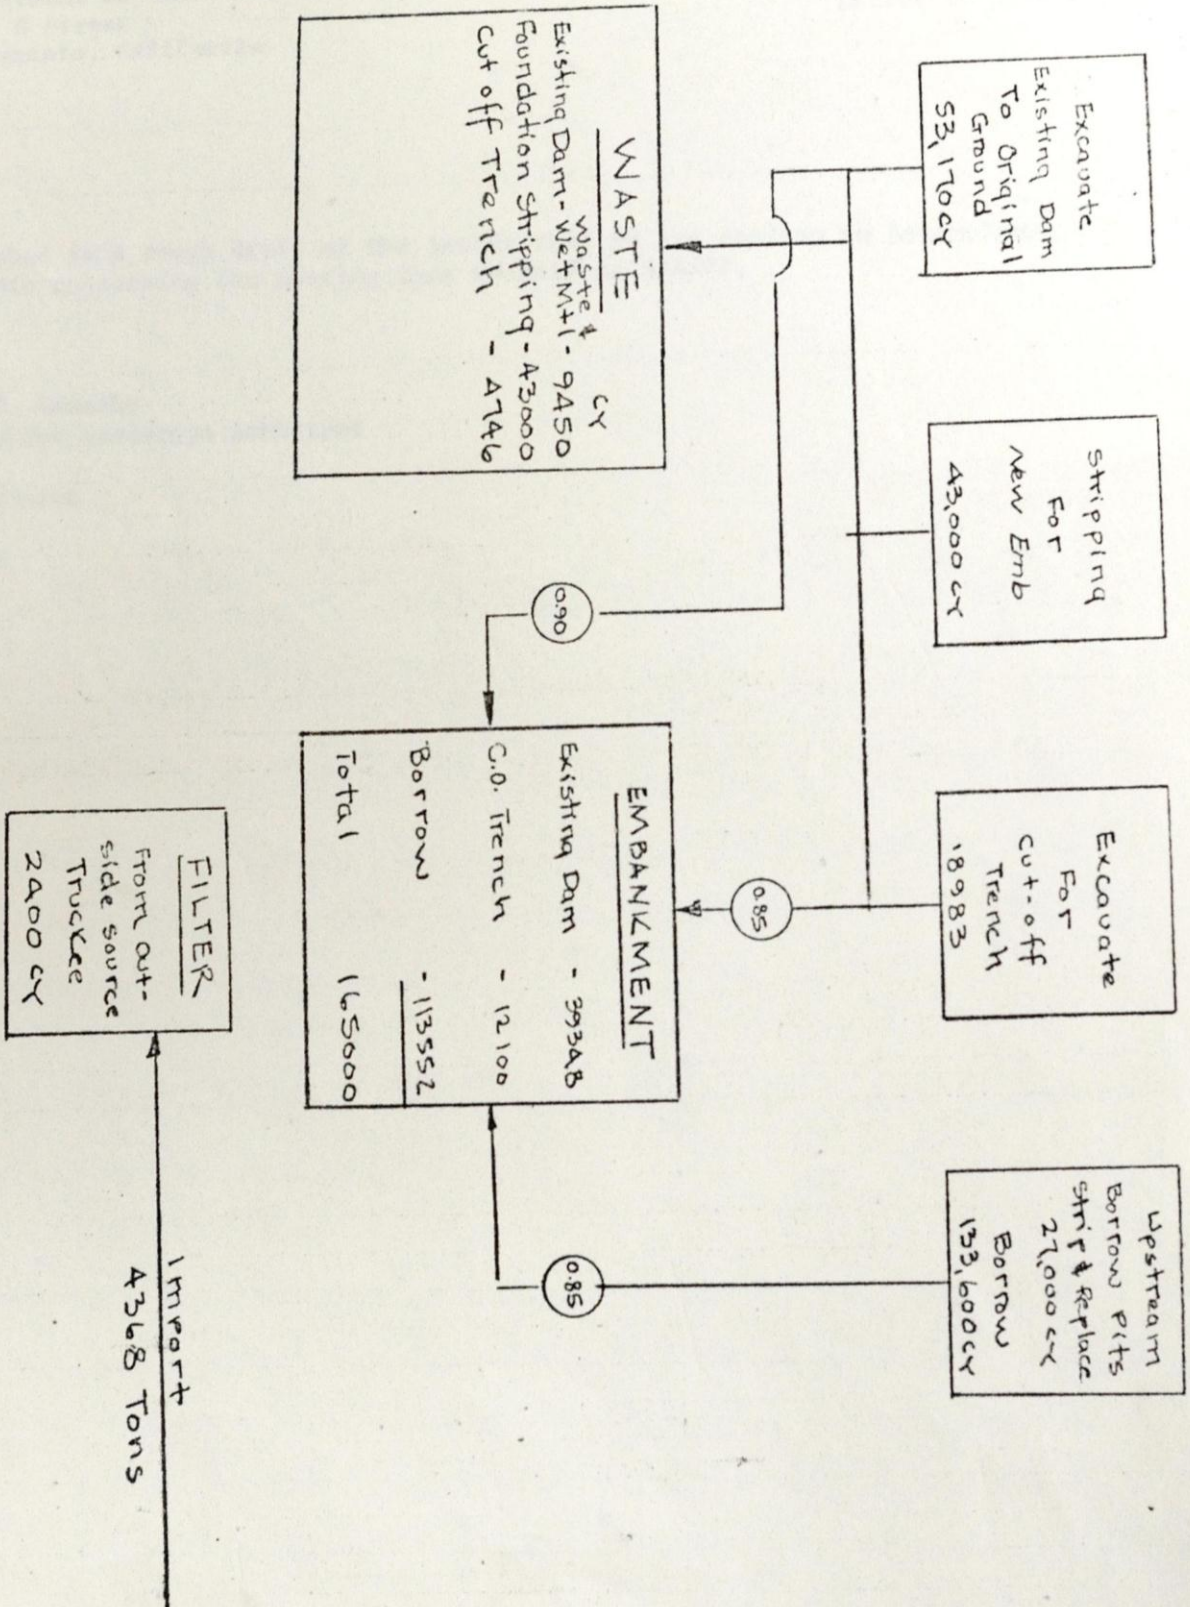 Excavate
Existing Dam
To Original
Ground
53,170 CY
Stripping
For
New Emb
43,000 CY
Excavate
For
cut-off
Trench
18983
Upstream
Borrow Pits
Strip & Replace
27,000 CY
Borrow
133,600 CY
WASTE
Waste & CY
Existing Dam - Wet Mt'l - 9450
Foundation Stripping - 43000
Cut off Trench - 4746
0.90
0.85
0.85
EMBANKMENT
Existing Dam - 39348
C.O. Trench - 12100
Borrow - 113552
Total 165000
FILTER
From out-
side source
Truckee
2400 CY
Import
4368 Tons